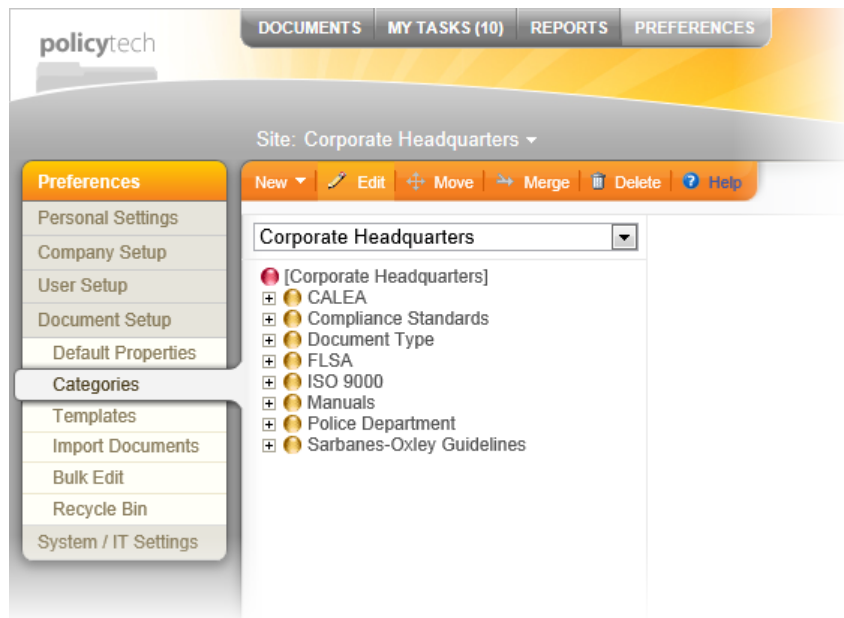 policytech
DOCUMENTS MY TASKS (10) REPORTS PREFERENCES
Site: Corporate Headquarters
Preferences
Personal Settings
Company Setup
User Setup
Document Setup
Default Properties
Categories
Templates
Import Documents
Bulk Edit
Recycle Bin
System / IT Settings
New Edit Move Merge Delete Help
Corporate Headquarters
[Corporate Headquarters]
CALEA
Compliance Standards
Document Type
FLSA
ISO 9000
Manuals
Police Department
Sarbanes-Oxley Guidelines